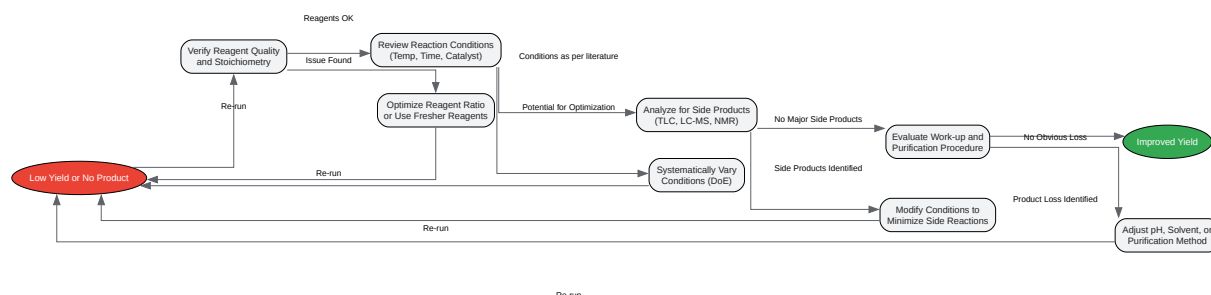 Reagents OK
Verify Reagent Quality
and Stoichiometry
Review Reaction Conditions
(Temp, Time, Catalyst)
Issue Found
Conditions as per literature
Re-run
Optimize Reagent Ratio
or Use Fresher Reagents
Potential for Optimization
Analyze for Side Products
(TLC, LC-MS, NMR)
No Major Side Products
Evaluate Work-up and
Purification Procedure
No Obvious Loss
Improved Yield
Low Yield or No Product
Re-run
Systematically Vary
Conditions (DoE)
Side Products Identified
Product Loss Identified
Modify Conditions to
Minimize Side Reactions
Re-run
Adjust pH, Solvent, or
Purification Method
Re-run